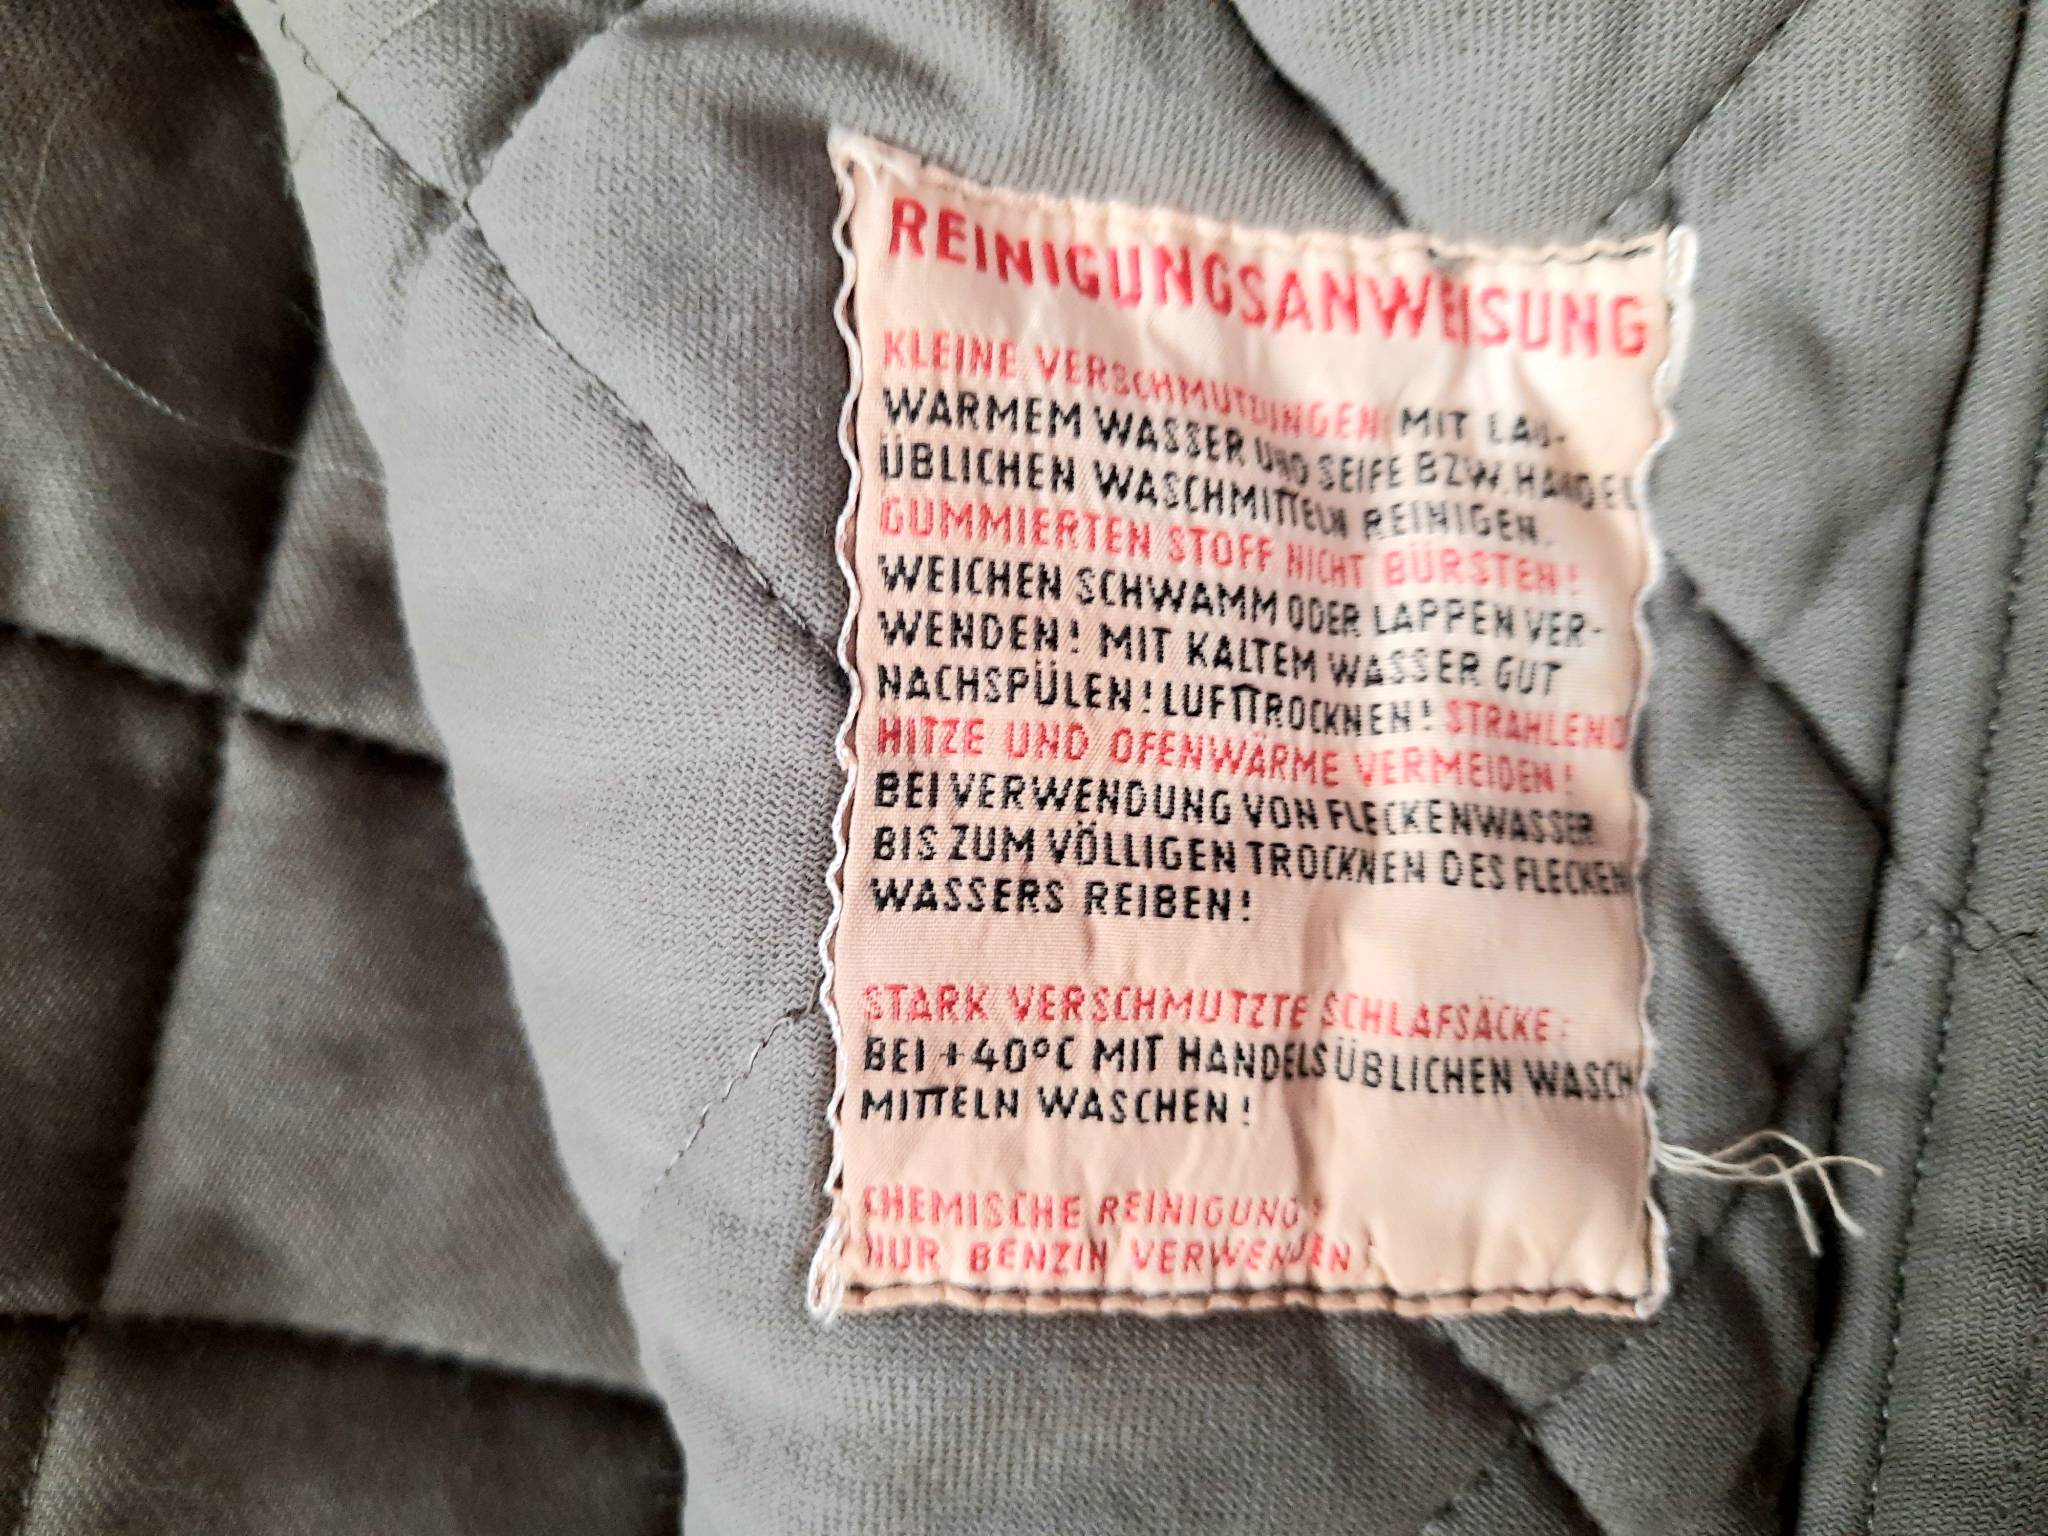 REINIGUNGSANWEISUNG
KLEINE VERSCHMUTZUNGEN: MIT LAU-
WARMEM WASSER UND SEIFE BZW. HANDEL
ÜBLICHEN WASCHMITTELN REINIGEN.
GUMMIERTEN STOFF NICHT BÜRSTEN!
WEICHEN SCHWAMM ODER LAPPEN VER-
WENDEN! MIT KALTEM WASSER GUT
NACHSPÜLEN! LUFTTROCKNEN! STRAHLEND
HITZE UND OFENWÄRME VERMEIDEN!
BEI VERWENDUNG VON FLECKENWASSER
BIS ZUM VÖLLIGEN TROCKNEN DES FLECKEN
WASSERS REIBEN!
STARK VERSCHMUTZTE SCHLAFSÄCKE:
BEI +40°C MIT HANDELSÜBLICHEN WASCH
MITTELN WASCHEN!
CHEMISCHE REINIGUNG:
NUR BENZIN VERWENDEN!